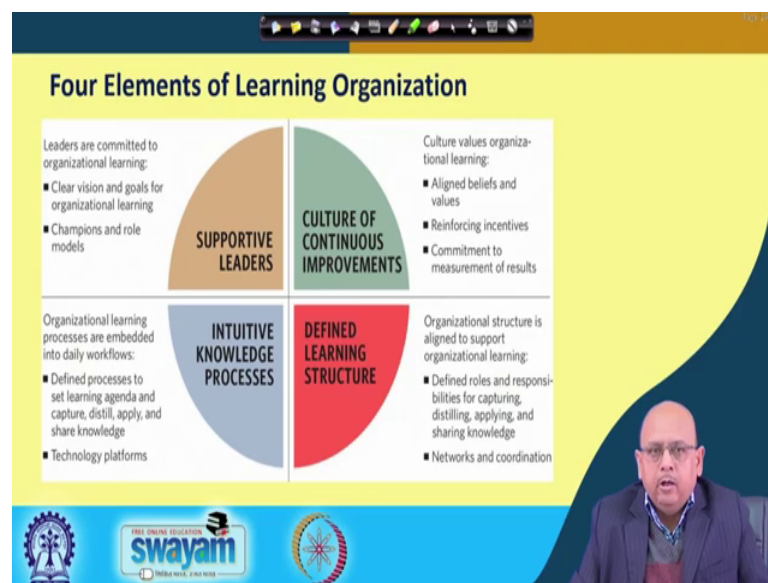 Four Elements of Learning Organization
Leaders are committed to
organizational learning:
■ Clear vision and goals for
organizational learning
■ Champions and role
models
SUPPORTIVE
LEADERS
CULTURE OF
CONTINUOUS
IMPROVEMENTS
Culture values organiza-
tional learning:
■ Aligned beliefs and
values
■ Reinforcing incentives
■ Commitment to
measurement of results
Organizational learning
processes are embedded
into daily workflows:
■ Defined processes to
set learning agenda and
capture, distill, apply, and
share knowledge
■ Technology platforms
INTUITIVE
KNOWLEDGE
PROCESSES
DEFINED
LEARNING
STRUCTURE
Organizational structure is
aligned to support
organizational learning:
■ Defined roles and responsi-
bilities for capturing,
distilling, applying, and
sharing knowledge
■ Networks and coordination
FREE ONLINE EDUCATION
swayam